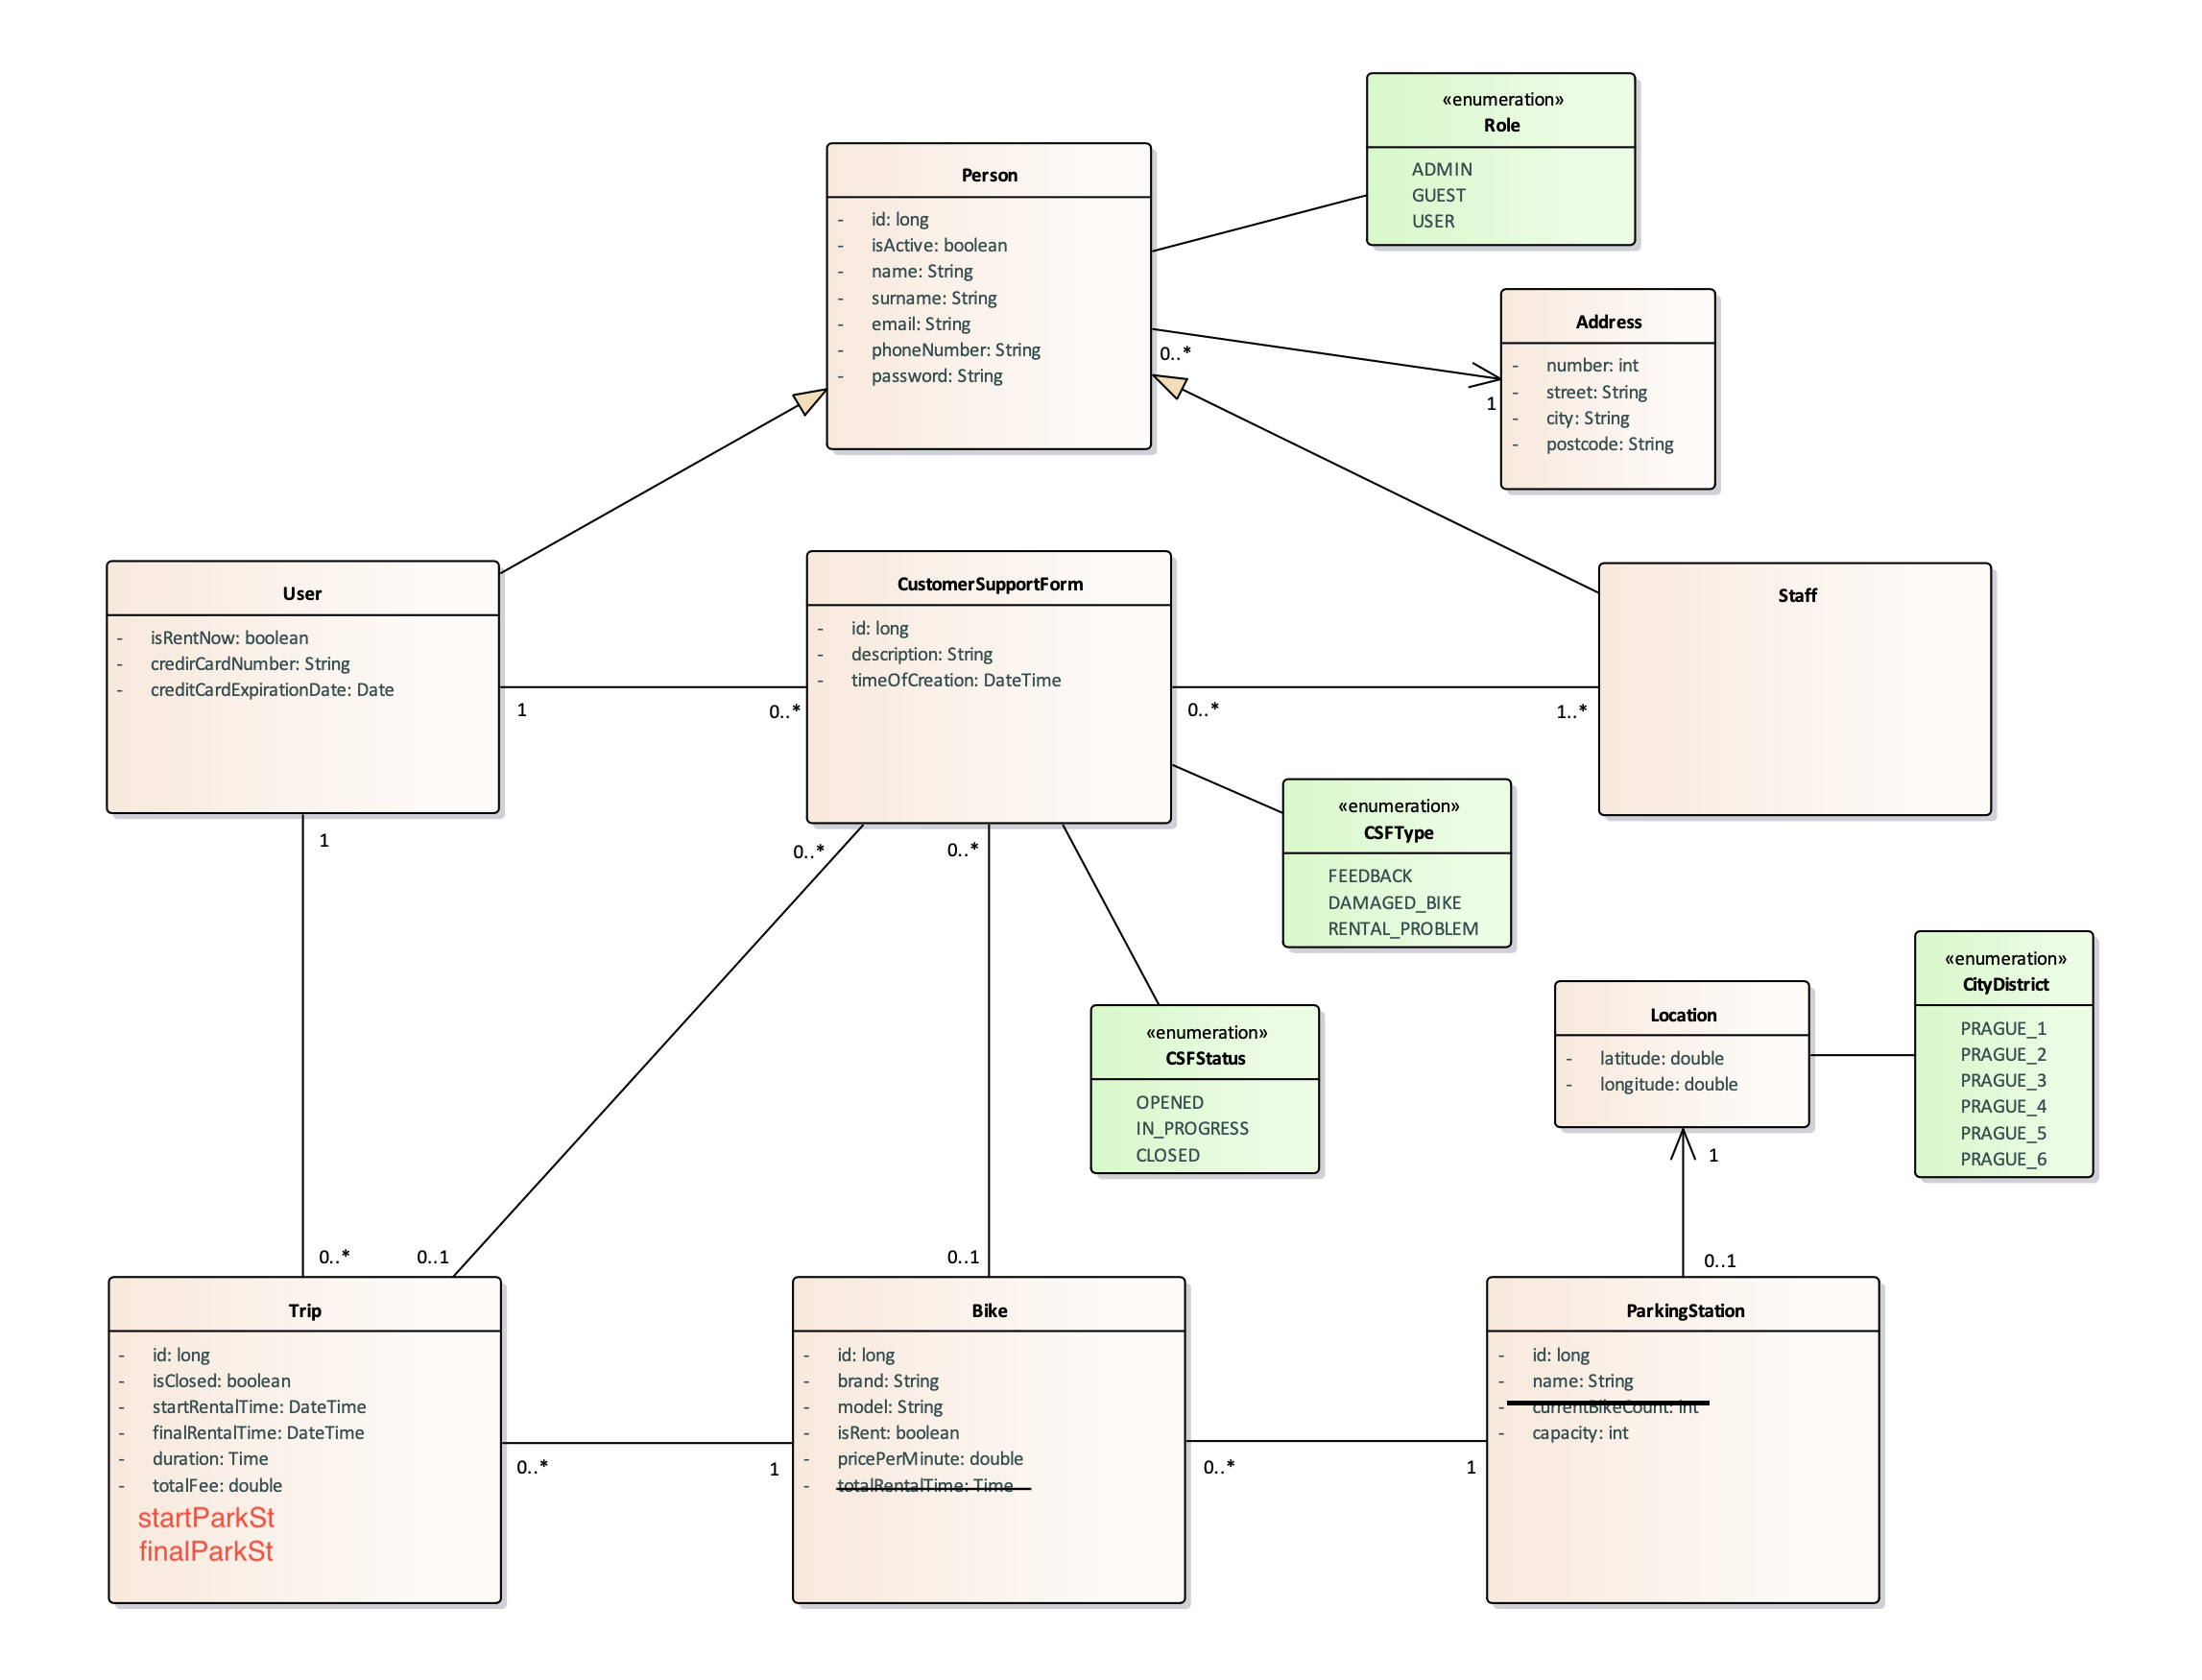 «enumeration»
Role
ADMIN
GUEST
USER
Person
- id: long
- isActive: boolean
- name: String
- surname: String
- email: String
- phoneNumber: String
- password: String
0..*
1
Address
- number: int
- street: String
- city: String
- postcode: String
User
- isRentNow: boolean
- credirCardNumber: String
- creditCardExpirationDate: Date
1
0..*
CustomerSupportForm
- id: long
- description: String
- timeOfCreation: DateTime
0..*
1..*
Staff
«enumeration»
CSFType
FEEDBACK
DAMAGED_BIKE
RENTAL_PROBLEM
1
0..*
0..*
«enumeration»
CSFStatus
OPENED
IN_PROGRESS
CLOSED
Location
- latitude: double
- longitude: double
«enumeration»
CityDistrict
PRAGUE_1
PRAGUE_2
PRAGUE_3
PRAGUE_4
PRAGUE_5
PRAGUE_6
1
0..1
0..*
0..1
0..1
Trip
- id: long
- isClosed: boolean
- startRentalTime: DateTime
- finalRentalTime: DateTime
- duration: Time
- totalFee: double
startParkSt
finalParkSt
0..*
1
Bike
- id: long
- brand: String
- model: String
- isRent: boolean
- pricePerMinute: double
- totalRentalTime: Time
0..*
1
ParkingStation
- id: long
- name: String
- currentBikeCount: int
- capacity: int